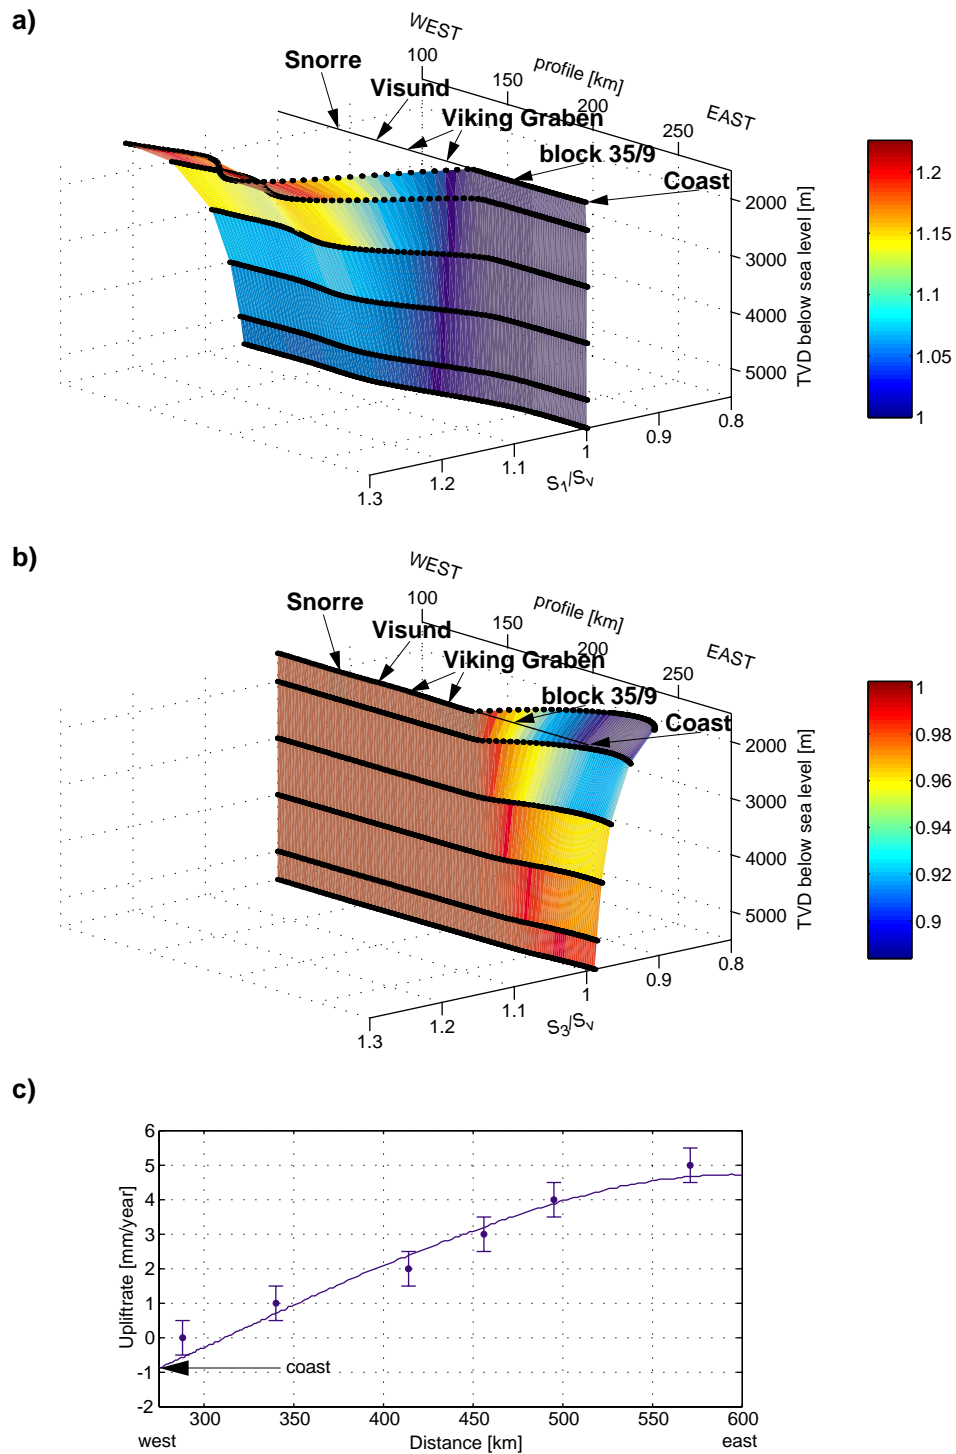 a)
WEST
100
profile [km]
150
200
250
EAST
Snorre
Visund
Viking Graben
block 35/9
Coast
2000
3000
4000
5000
TVD below sea level [m]
0.8
0.9
1
1.1
1.2
1.3
S1/Sv
1.2
1.15
1.1
1.05
1
b)
WEST
100
profile [km]
150
200
250
EAST
Snorre
Visund
Viking Graben
block 35/9
Coast
2000
3000
4000
5000
TVD below sea level [m]
0.8
0.9
1
1.1
1.2
1.3
S3/Sv
1
0.98
0.96
0.94
0.92
0.9
c)
6
5
4
3
2
1
0
-1
-2
Upliftrate [mm/year]
coast
300
350
400
450
500
550
600
west
Distance [km]
east